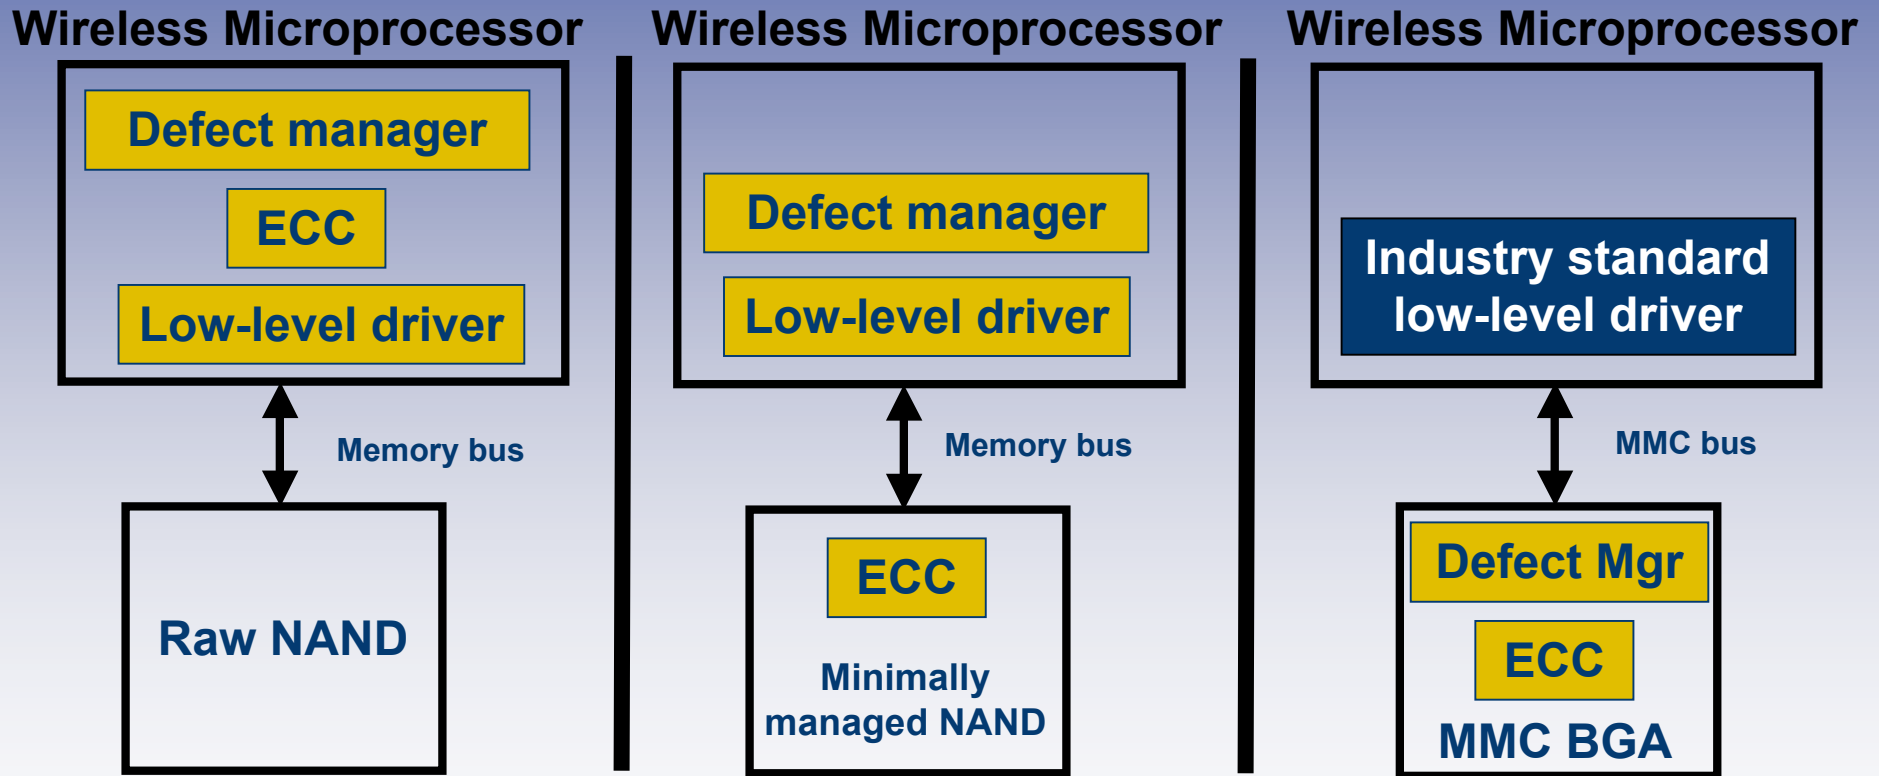 Wireless Microprocessor
Defect manager
ECC
Low-level driver
Memory bus
Raw NAND
Wireless Microprocessor
Defect manager
Low-level driver
Memory bus
ECC
Minimally
managed NAND
Wireless Microprocessor
Industry standard
low-level driver
MMC bus
Defect Mgr
ECC
MMC BGA